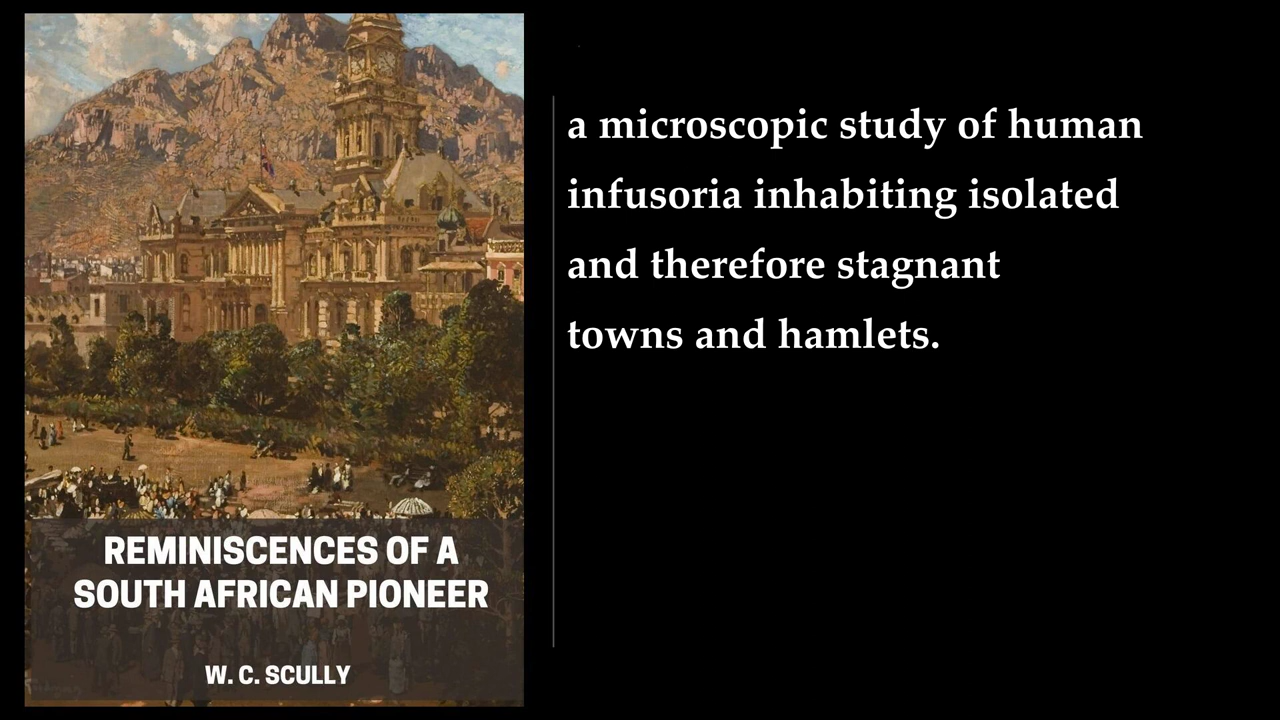 a microscopic study of human
infusoria inhabiting isolated
and therefore stagnant
towns and hamlets.
REMINISCENCES OF A
SOUTH AFRICAN PIONEER
W. C. SCULLY